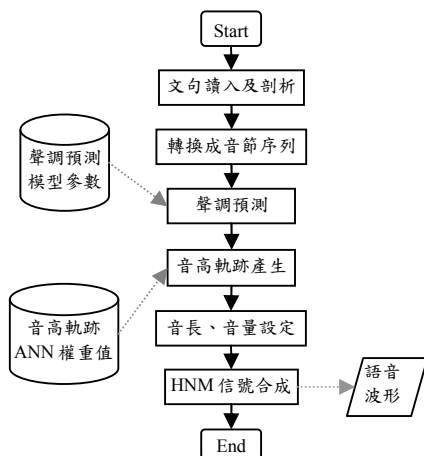 Start
文句讀入及剖析
轉換成音節序列
聲調預測
模型參數
聲調預測
音高軌跡產生
音高軌跡
ANN 權重值
音長、音量設定
HNM 信號合成
語音
波形
End